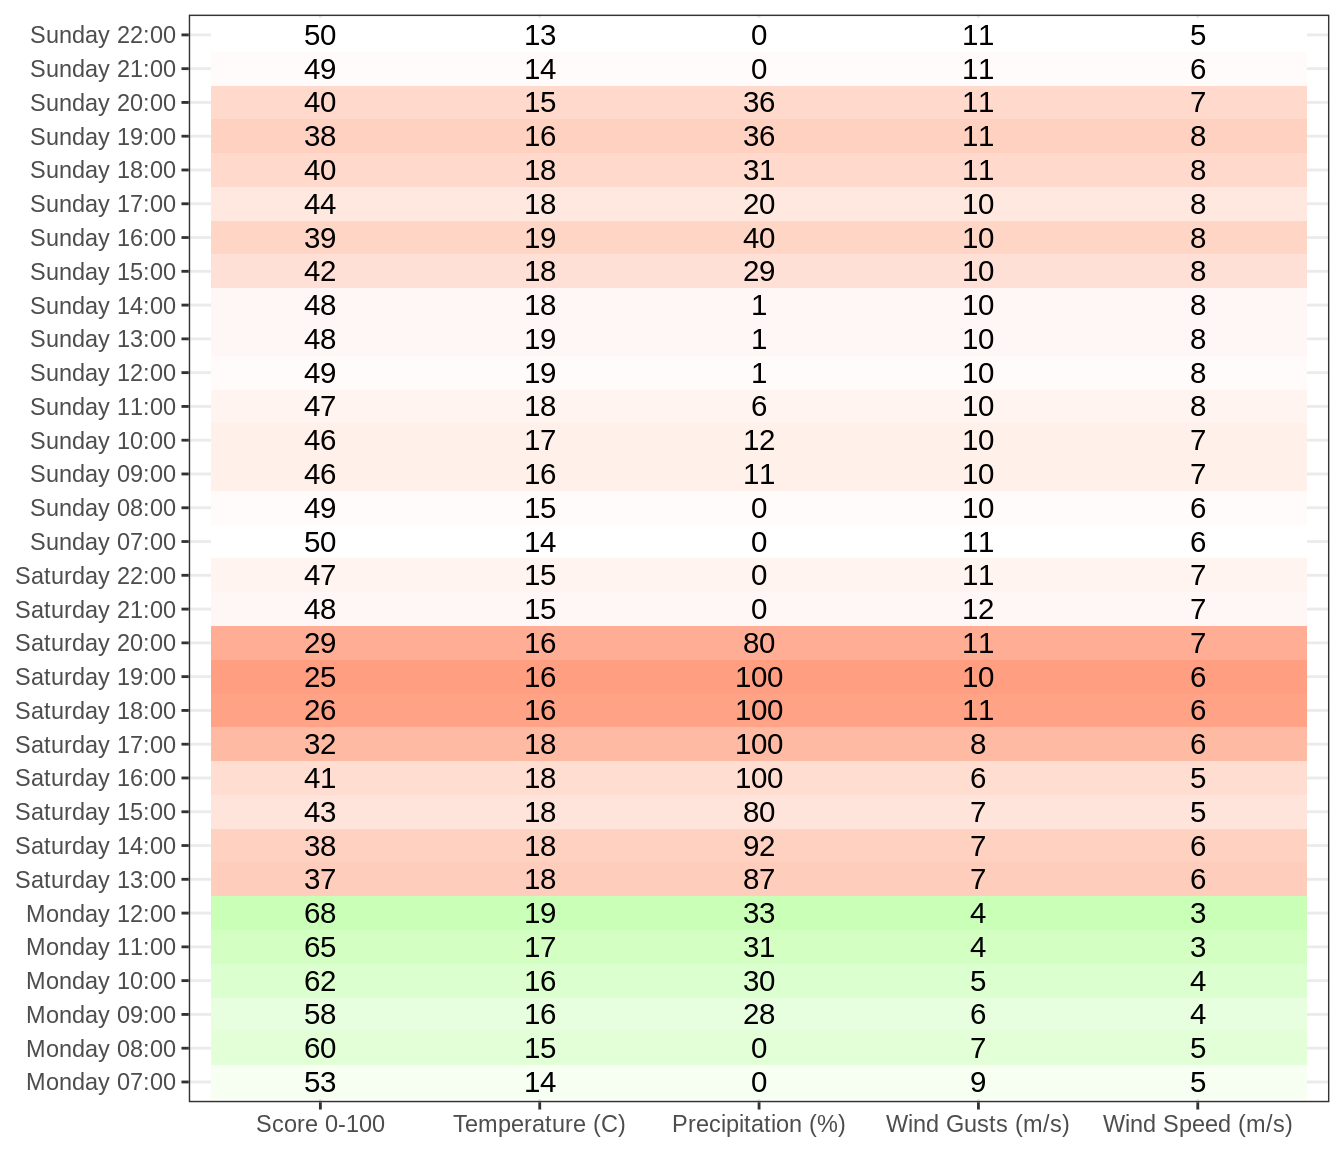 Sunday 22:00 50 13 0 11 5
Sunday 21:00 49 14 0 11 6
Sunday 20:00 40 15 36 11 7
Sunday 19:00 38 16 36 11 8
Sunday 18:00 40 18 31 11 8
Sunday 17:00 44 18 20 10 8
Sunday 16:00 39 19 40 10 8
Sunday 15:00 42 18 29 10 8
Sunday 14:00 48 18 1 10 8
Sunday 13:00 48 19 1 10 8
Sunday 12:00 49 19 1 10 8
Sunday 11:00 47 18 6 10 8
Sunday 10:00 46 17 12 10 7
Sunday 09:00 46 16 11 10 7
Sunday 08:00 49 15 0 10 6
Sunday 07:00 50 14 0 11 6
Saturday 22:00 47 15 0 11 7
Saturday 21:00 48 15 0 12 7
Saturday 20:00 29 16 80 11 7
Saturday 19:00 25 16 100 10 6
Saturday 18:00 26 16 100 11 6
Saturday 17:00 32 18 100 8 6
Saturday 16:00 41 18 100 6 5
Saturday 15:00 43 18 80 7 5
Saturday 14:00 38 18 92 7 6
Saturday 13:00 37 18 87 7 6
Monday 12:00 68 19 33 4 3
Monday 11:00 65 17 31 4 3
Monday 10:00 62 16 30 5 4
Monday 09:00 58 16 28 6 4
Monday 08:00 60 15 0 7 5
Monday 07:00 53 14 0 9 5
Score 0-100 Temperature (C) Precipitation (%) Wind Gusts (m/s) Wind Speed (m/s)